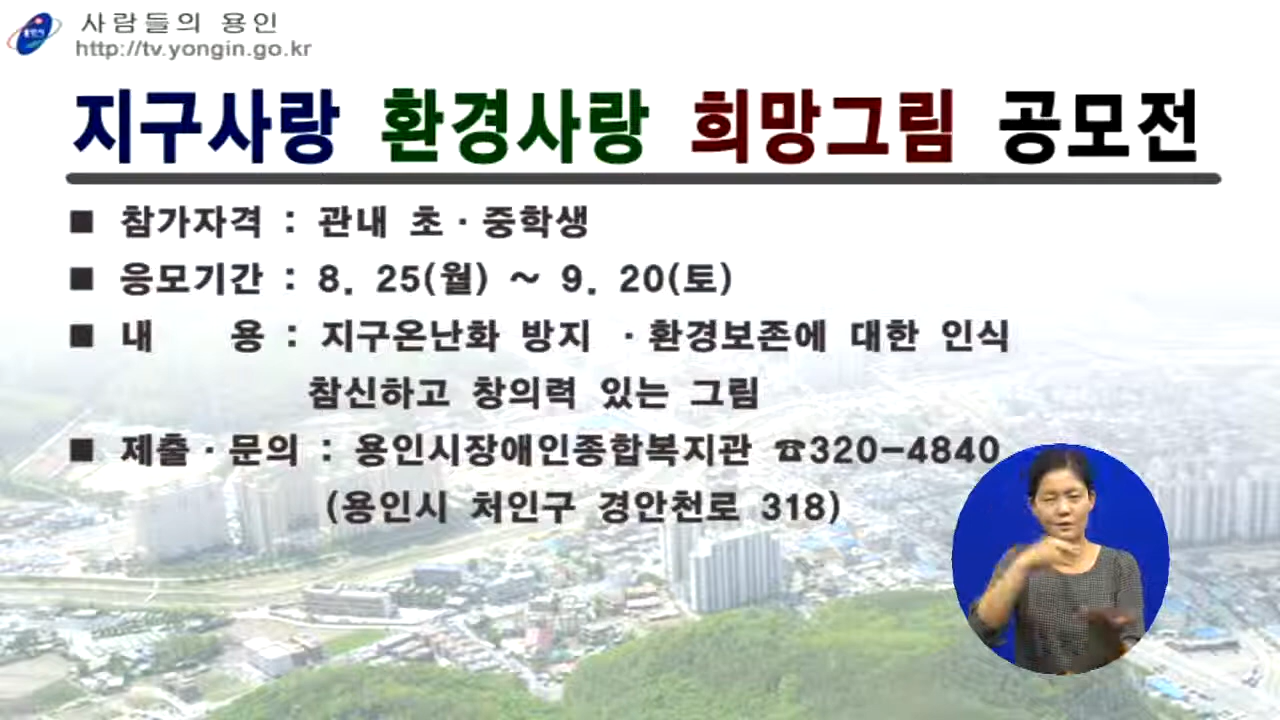 사람들의 용인
http://tv.yongin.go.kr
지구사랑 환경사랑 희망그림 공모전
■ 참가자격 : 관내 초·중학생
■ 응모기간 : 8. 25(월) ~ 9. 20(토)
■ 내 용 : 지구온난화 방지 ·환경보존에 대한 인식
참신하고 창의력 있는 그림
■ 제출·문의 : 용인시장애인종합복지관 ☎320-4840
(용인시 처인구 경안천로 318)